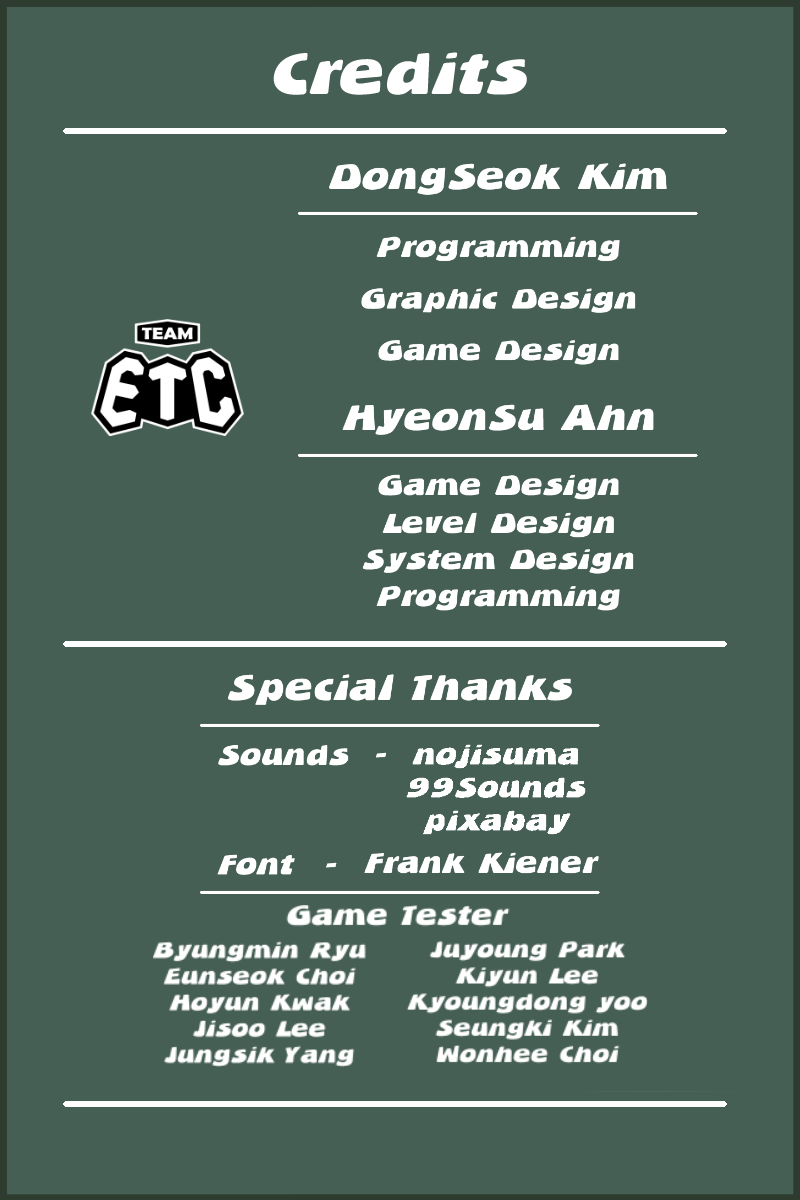 Credits
DongSeok Kim
Programming
Graphic Design
Game Design
TEAM
ETC
HyeonSu Ahn
Game Design
Level Design
System Design
Programming
Special Thanks
Sounds - nojisuma
99Sounds
pixabay
Font - Frank Kiener
Game Tester
Byungmin Ryu Juyoung Park
Eunseok Choi Kiyun Lee
Hoyun Kwak Kyoungdong yoo
Jisoo Lee Seungki Kim
Jungsik Yang Wonhee Choi